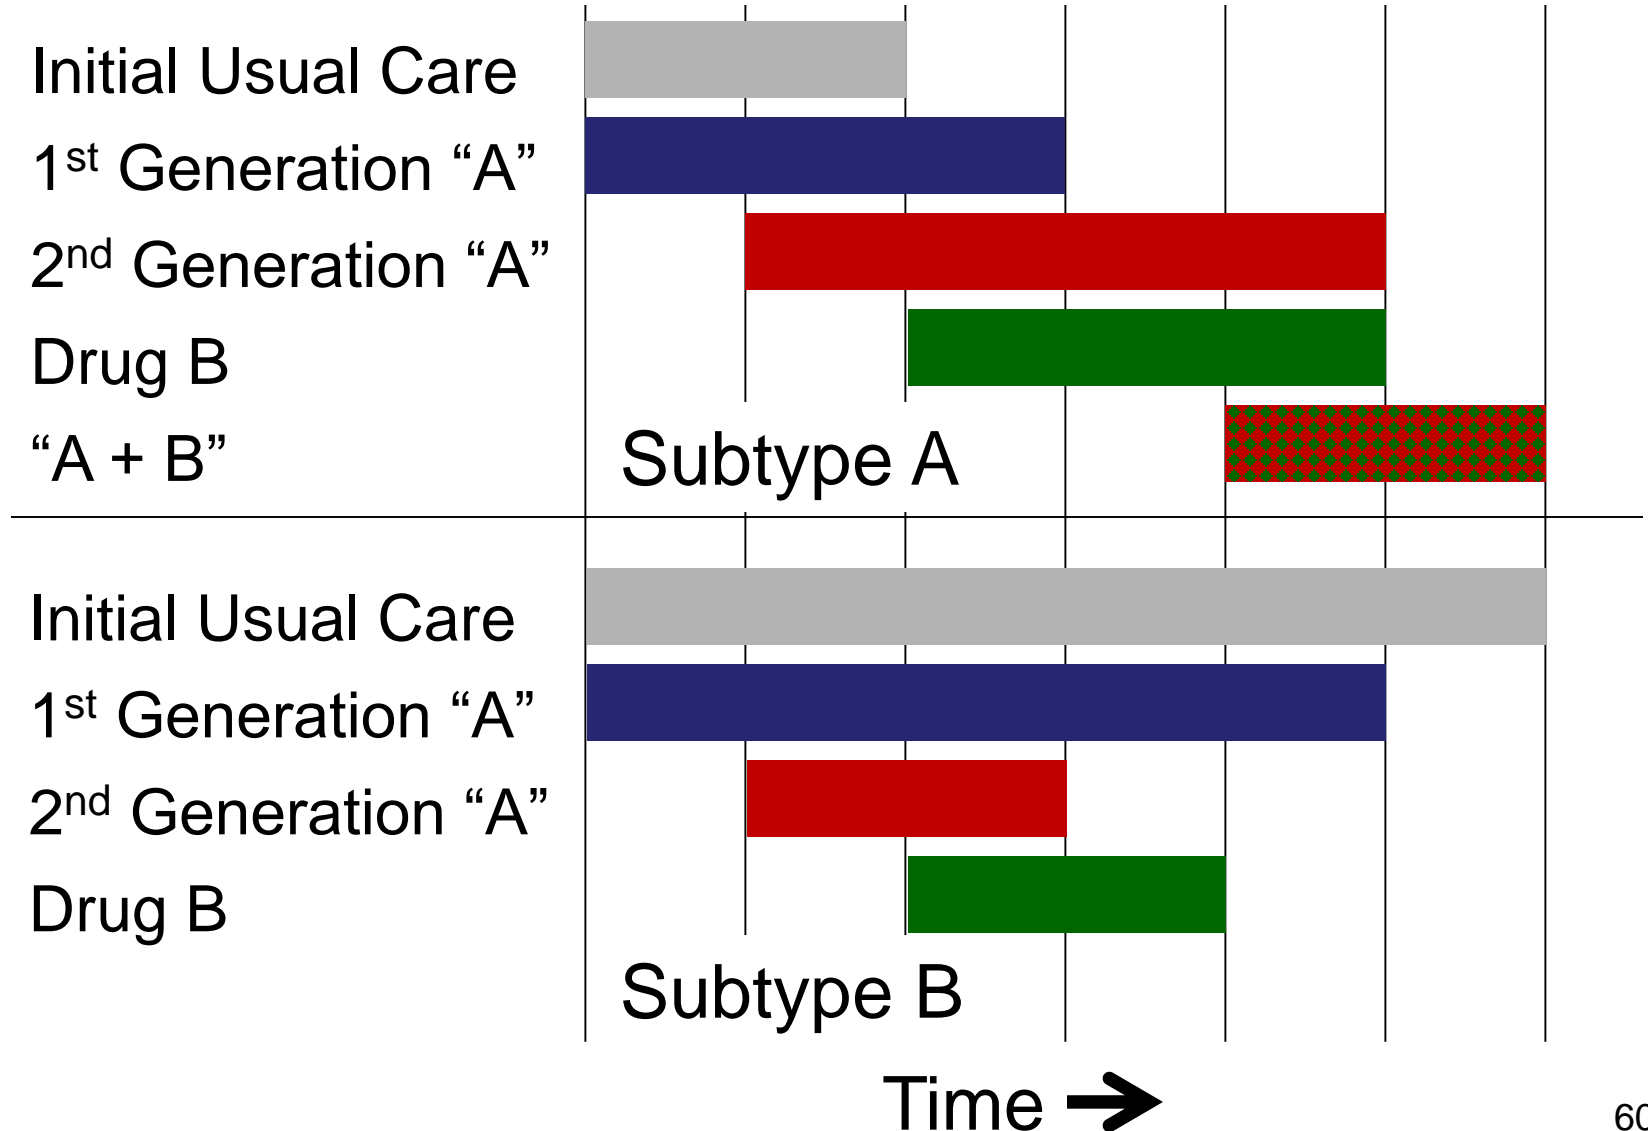 Initial Usual Care
1st Generation “A”
2nd Generation “A”
Drug B
“A + B”
Subtype A
Initial Usual Care
1st Generation “A”
2nd Generation “A”
Drug B
Subtype B
Time
60